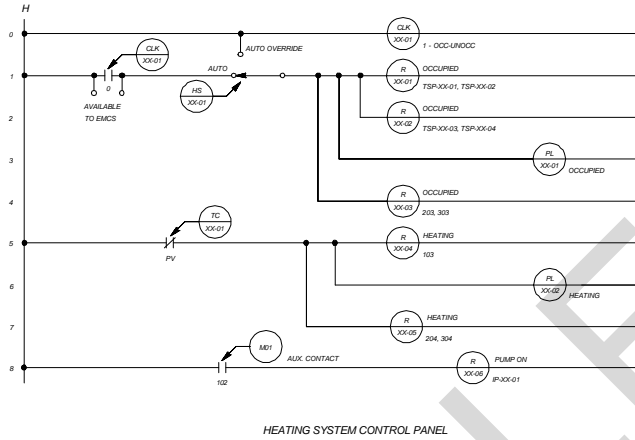 H
0
CLK
XX-01
1 - OCC-UNOCC
AUTO OVERRIDE
CLK
XX-01
1
0
AVAILABLE
TO EMCS
AUTO
HS
XX-01
R
XX-01
OCCUPIED
TSP-XX-01, TSP-XX-02
2
R
XX-02
OCCUPIED
TSP-XX-03, TSP-XX-04
3
PL
XX-01
OCCUPIED
4
R
XX-03
OCCUPIED
203, 303
TC
XX-01
5
PV
R
XX-04
HEATING
103
6
PL
XX-02
HEATING
7
R
XX-05
HEATING
204, 304
8
M01
AUX. CONTACT
102
R
XX-06
PUMP ON
IP-XX-01
HEATING SYSTEM CONTROL PANEL